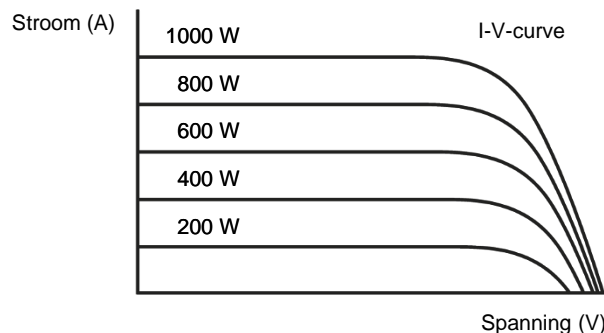 Stroom (A)
1000 W
I-V-curve
800 W
600 W
400 W
200 W
Spanning (V)